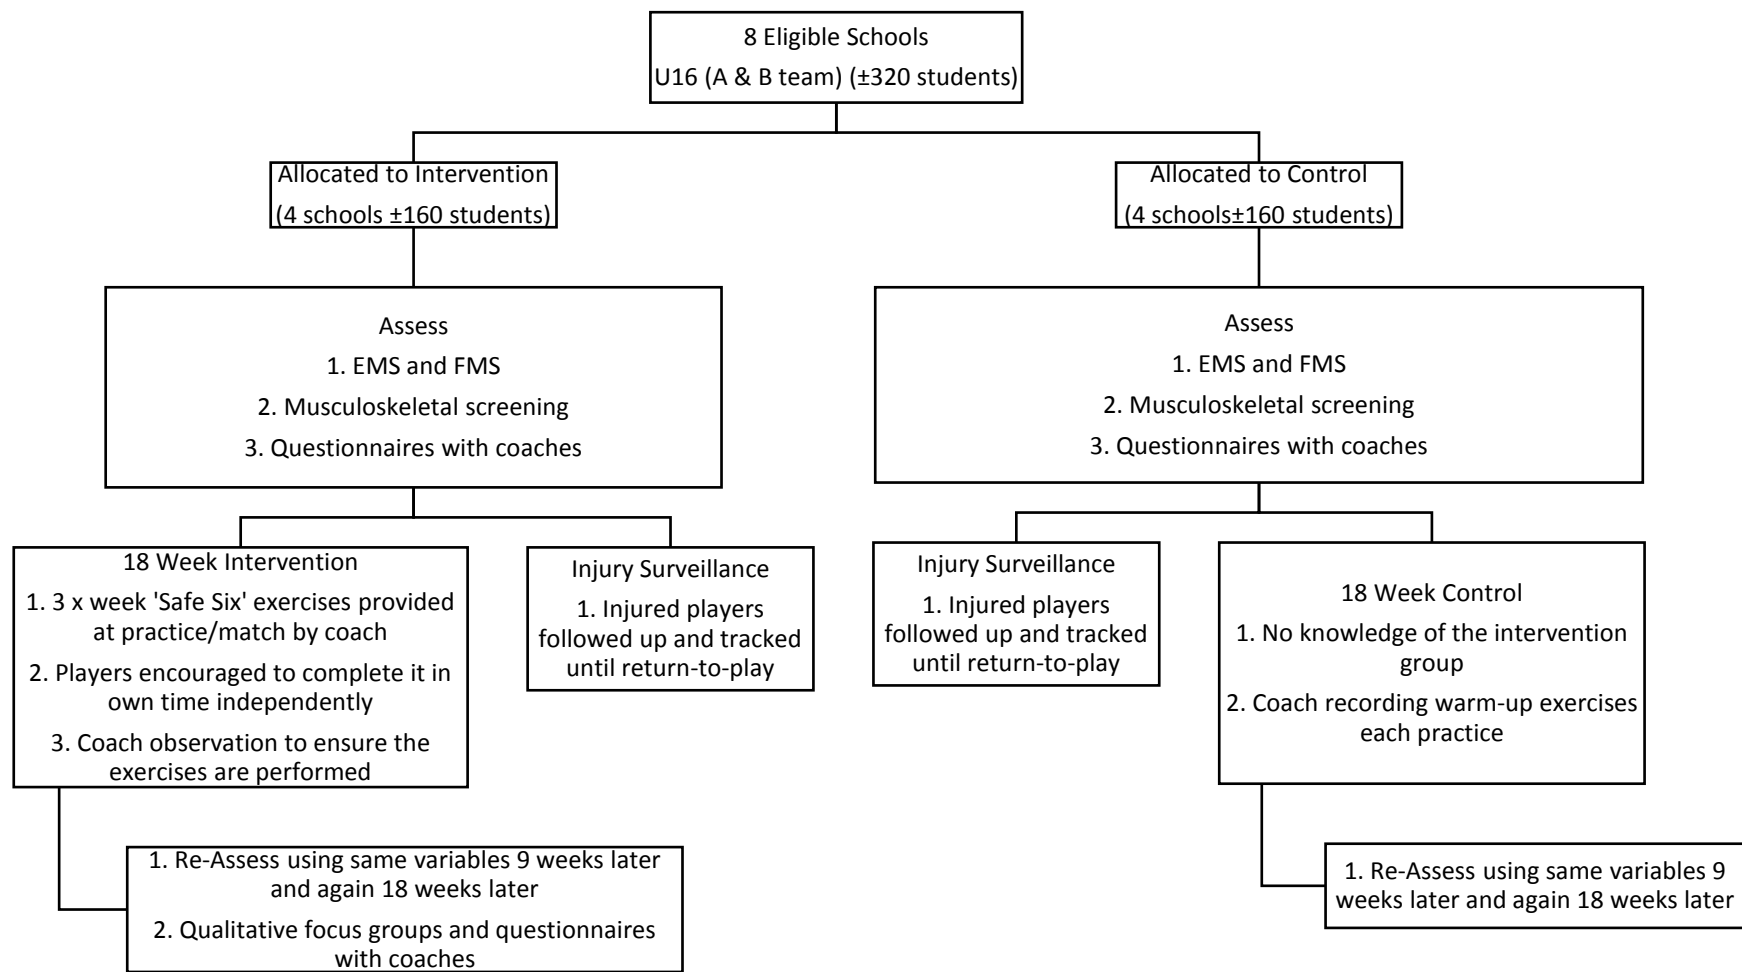 8 Eligible Schools
U16 (A & B team) (±320 students)
Allocated to Intervention
(4 schools ±160 students)
Allocated to Control
(4 schools±160 students)
Assess
1. EMS and FMS
2. Musculoskeletal screening
3. Questionnaires with coaches
Assess
1. EMS and FMS
2. Musculoskeletal screening
3. Questionnaires with coaches
18 Week Intervention
1. 3 x week 'Safe Six' exercises provided
at practice/match by coach
2. Players encouraged to complete it in
own time independently
3. Coach observation to ensure the
exercises are performed
Injury Surveillance
1. Injured players
followed up and tracked
until return-to-play
Injury Surveillance
1. Injured players
followed up and tracked
until return-to-play
18 Week Control
1. No knowledge of the intervention
group
2. Coach recording warm-up exercises
each practice
1. Re-Assess using same variables 9 weeks later
and again 18 weeks later
2. Qualitative focus groups and questionnaires
with coaches
1. Re-Assess using same variables 9
weeks later and again 18 weeks later